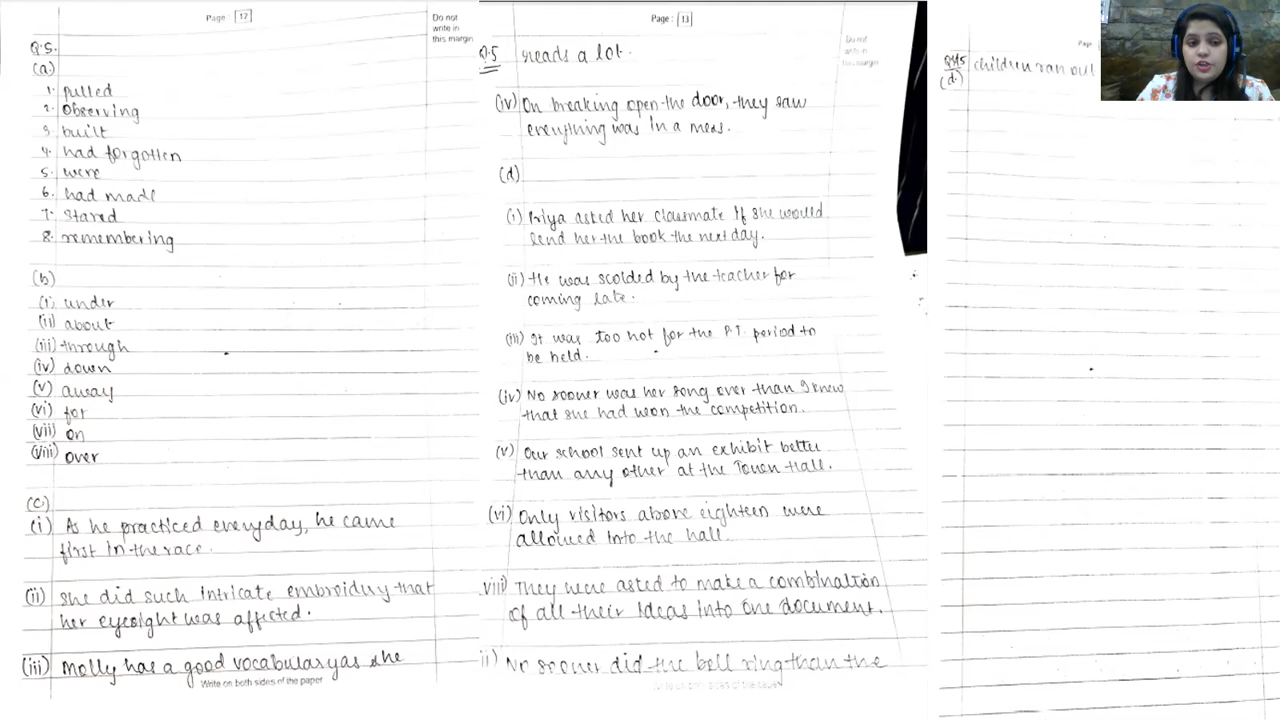 Page : 12
Do not
write in
this margin
Q.5.
(a)
1. pulled
2. Observing
3. built
4. had forgotten
5. were
6. had made
7. stared
8. remembering
(b)
(i) under
(ii) about
(iii) through
(iv) down
(v) away
(vi) for
(vii) on
(viii) over
(c)
(i) As he practiced everyday, he came
first in the race.
(ii) She did such intricate embroidery that
her eyesight was affected.
(iii) Molly has a good vocabulary as she
Write on both sides of the paper
Page : 13
Do not
write in
this margin
Q.5 reads a lot.
(iv) On breaking open the door, they saw
everything was in a mess.
(d)
(i) Priya asked her classmate if she would
lend her the book the next day.
(ii) He was scolded by the teacher for
coming late.
(iii) It was too hot for the P.T. period to
be held.
(iv) No sooner was her song over than I knew
that she had won the competition.
(v) Our school sent up an exhibit better
than any other at the Town Hall.
(vi) Only visitors above eighteen were
allowed into the hall.
viii) They were asked to make a combination
of all their ideas into one document.
ii) No sooner did the bell ring than the
Page
children ran out
(d)